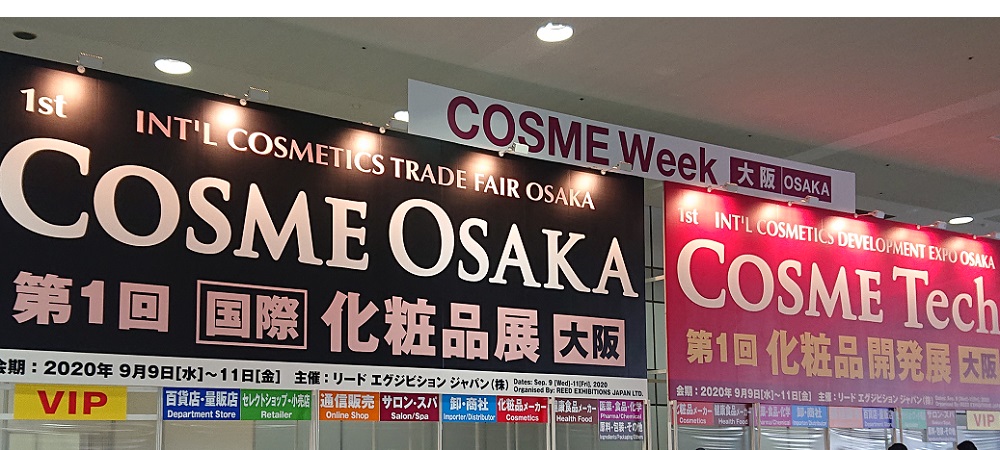 COSME Week 大阪 OSAKA
1st
INT'L COSMETICS TRADE FAIR OSAKA
COSME OSAKA
第1回 国際 化粧品展 大阪
会期：2020年 9月9日[水]～11日[金] 主催：リード エグジビション ジャパン(株)
Dates: Sep. 9 [Wed]-11[Fri], 2020
Organised By: REED EXHIBITIONS JAPAN LTD.
VIP
百貨店・量販店
Department Store
セレクトショップ・小売店
Retailer
通信販売
Online Shop
サロン・スパ
Salon/Spa
卸・商社
Importer/Distributor
化粧品メーカー
Cosmetics
健康食品メーカー
Health Food
医薬・食品・化学
Pharma/Chemical
原料・包装・その他
1st INT'L COSMETICS DEVELOPMENT EXPO OSAKA
COSME Tech
第1回 化粧品開発展 大阪
会期：2020年 9月9日[水]～11日[金] 主催：リード エグジビション
化粧品メーカー
Cosmetics
健康食品メーカー
Health Food
サロン・スパ
Salon/Spa
VIP